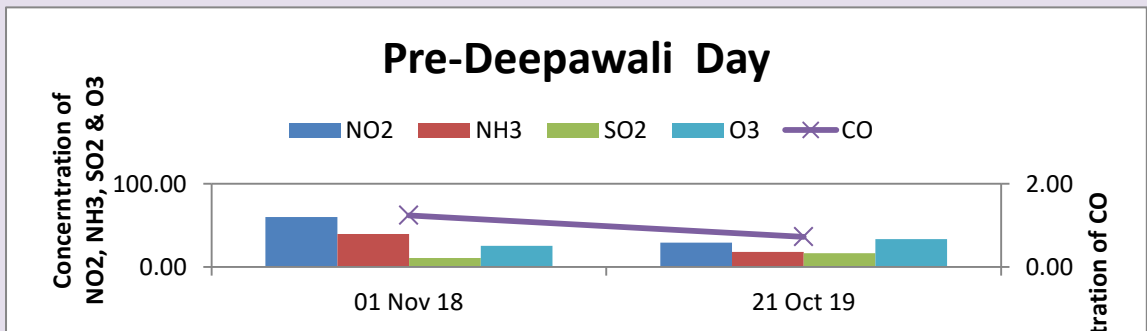 Pre-Deepawali Day
Concerntration of
NO2, NH3, SO2 & O3
NO2 NH3 SO2 O3 CO
100.00
0.00
2.00
0.00
tration of CO
01 Nov 18 21 Oct 19